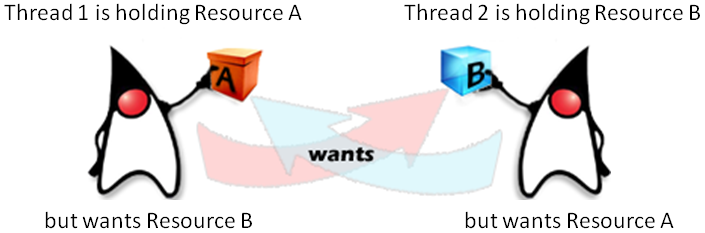 Thread 1 is holding Resource A
Thread 2 is holding Resource B
A
B
wants
but wants Resource B
but wants Resource A